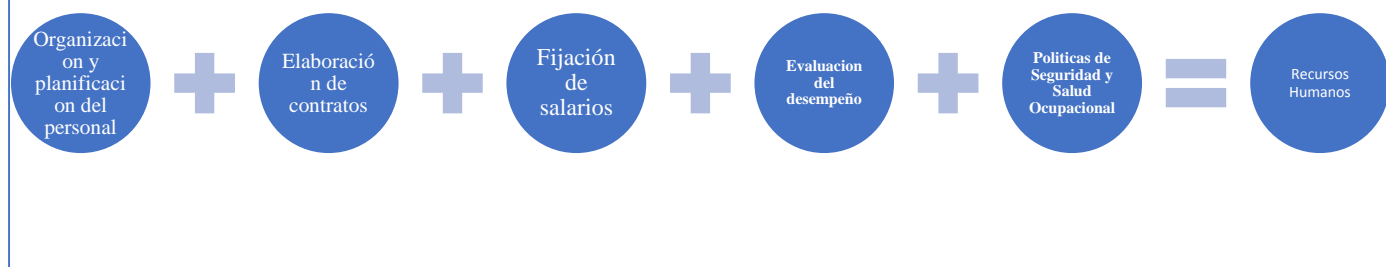 Organizaci
on y
planificaci
on del
personal
Elaboració
n de
contratos
Fijación
de
salarios
Evaluacion
del
desempeño
Politicas de
Seguridad y
Salud
Ocupacional
Recursos
Humanos